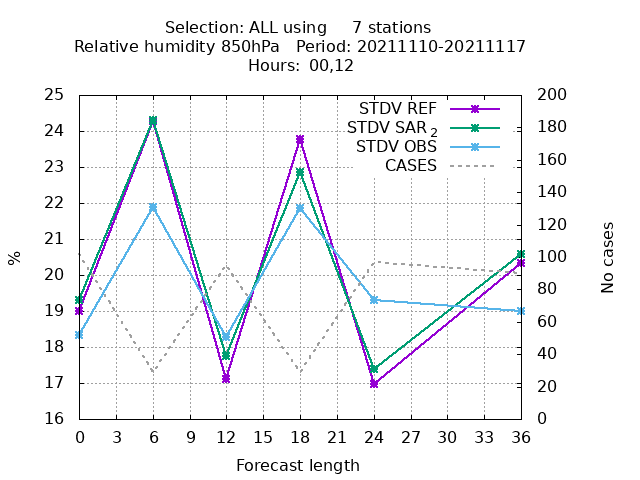 Selection: ALL using     7 stations
Relative humidity 850hPa   Period: 20211110-20211117
Hours: 00,12
STDV REF
STDV SAR 2
STDV OBS
CASES
25
24
23
22
21
20
19
18
17
16
%
200
180
160
140
120
100
80
60
40
20
0
No cases
0 3 6 9 12 15 18 21 24 27 30 33 36
Forecast length